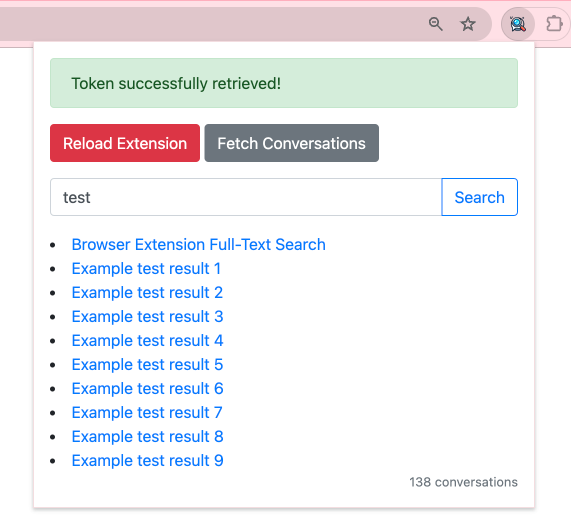 Token successfully retrieved!
Reload Extension Fetch Conversations
test Search
Browser Extension Full-Text Search
Example test result 1
Example test result 2
Example test result 3
Example test result 4
Example test result 5
Example test result 6
Example test result 7
Example test result 8
Example test result 9
138 conversations